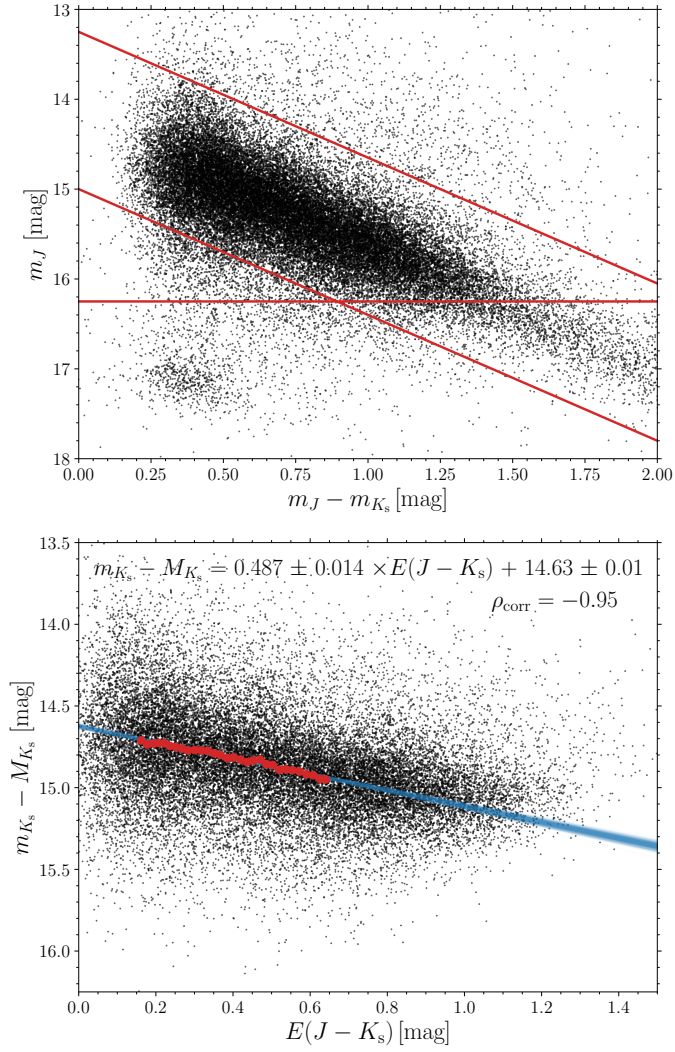 13
14
15
16
17
18
m_J [mag]
0.00 0.25 0.50 0.75 1.00 1.25 1.50 1.75 2.00
m_J − m_{K_s} [mag]
13.5
14.0
14.5
15.0
15.5
16.0
m_{K_s} − M_{K_s} [mag]
m_{K_s} − M_{K_s} = 0.487 ± 0.014 ×E(J − K_s) + 14.63 ± 0.01
ρ_corr = −0.95
0.0 0.2 0.4 0.6 0.8 1.0 1.2 1.4
E(J − K_s) [mag]